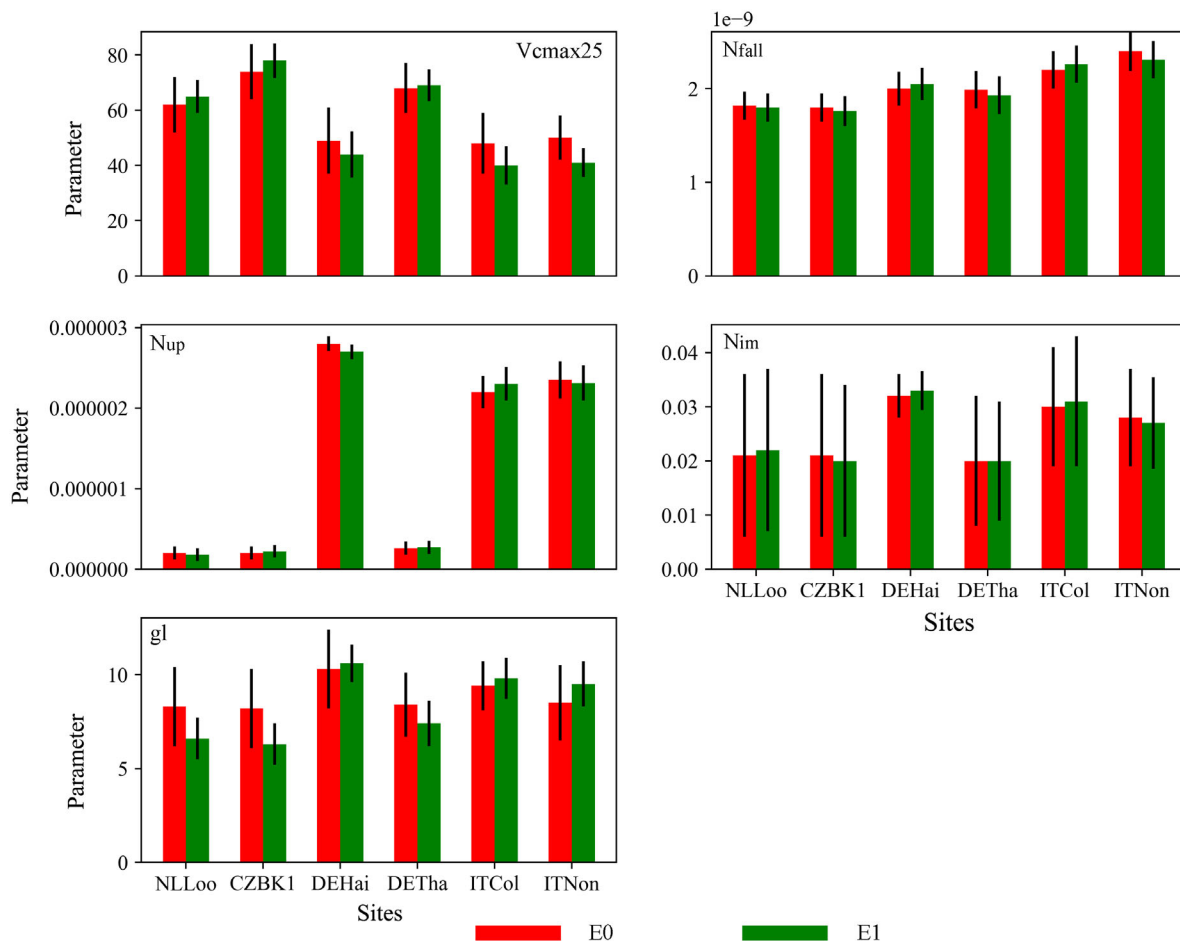 Vcmax25
80
60
40
20
0
Parameter
1e−9
Nfall
2
1
0
Nup
0.000003
0.000002
0.000001
0.000000
Parameter
Nim
0.04
0.03
0.02
0.01
0.00
NLLoo CZBK1 DEHai DETha ITCol ITNon
Sites
gl
10
5
0
Parameter
NLLoo CZBK1 DEHai DETha ITCol ITNon
Sites
E0 E1